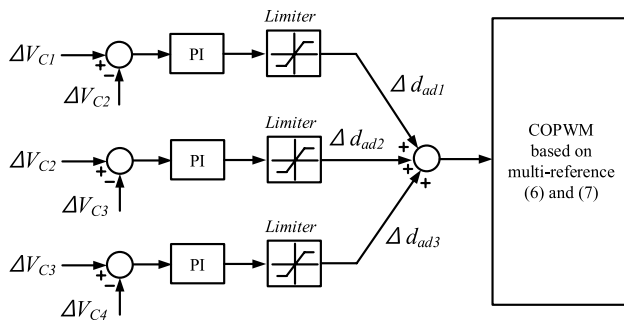 Limiter
ΔV_C1
PI
+
−
ΔV_C2
Δ d_ad1
Limiter
ΔV_C2
PI
Δ d_ad2
+
−
ΔV_C3
+
+
+
COPWM
based on
multi-reference
(6) and (7)
Limiter
ΔV_C3
PI
Δ d_ad3
+
−
ΔV_C4